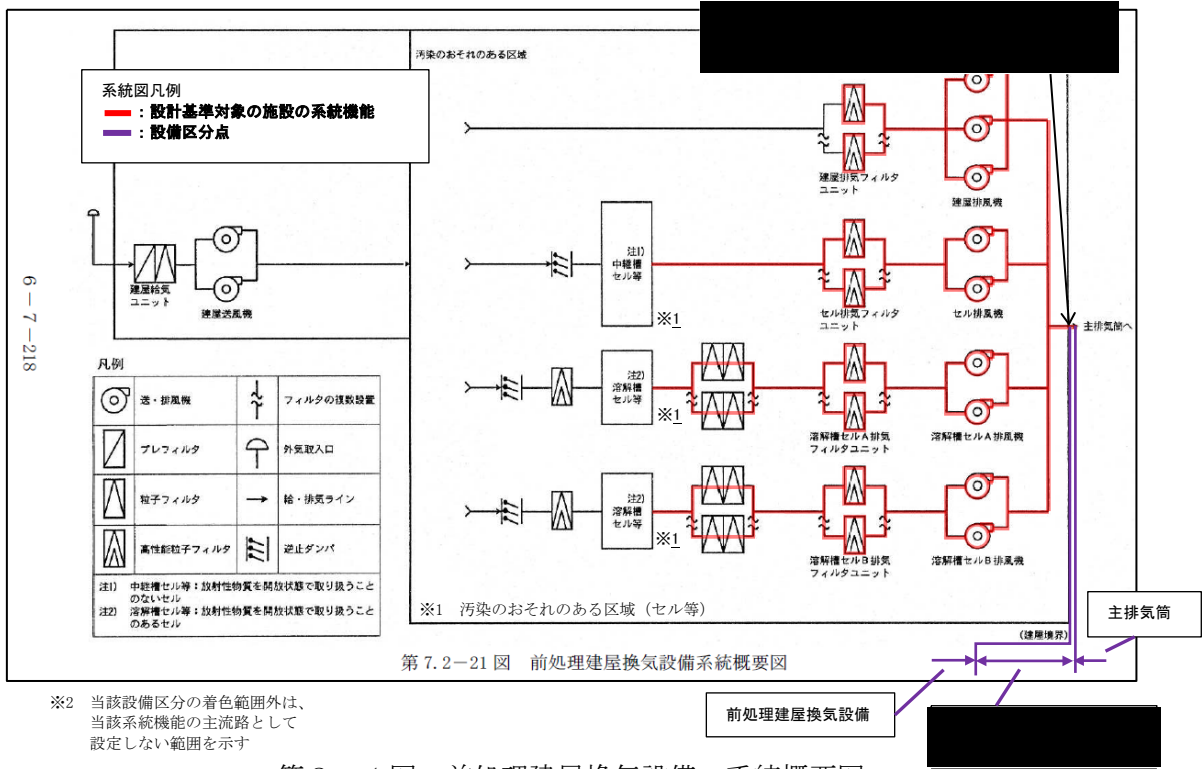 汚染のおそれのある区域
系統図凡例
：設計基準対象の施設の系統機能
：設備区分点
建屋排気フィルタ
ユニット
建屋排風機
建屋給気
ユニット
建屋送風機
注1)
中継槽
セル等
※1
セル排気フィルタ
ユニット
セル排風機
主排気筒へ
6－7－218
凡例
送・排風機
フィルタの複数設置
プレフィルタ
外気取入口
粒子フィルタ
給・排気ライン
高性能粒子フィルタ
逆止ダンパ
注1) 中継槽セル等：放射性物質を開放状態で取り扱うこと
のないセル
注2) 溶解槽セル等：放射性物質を開放状態で取り扱うこと
のあるセル
注2)
溶解槽
セル等
※1
溶解槽セルA排気
フィルタユニット
溶解槽セルA排風機
注2)
溶解槽
セル等
※1
溶解槽セルB排気
フィルタユニット
溶解槽セルB排風機
※1 汚染のおそれのある区域（セル等）
(建屋境界)
主排気筒
第7.2－21図 前処理建屋換気設備系統概要図
前処理建屋換気設備
※2 当該設備区分の着色範囲外は、
当該系統機能の主流路として
設定しない範囲を示す